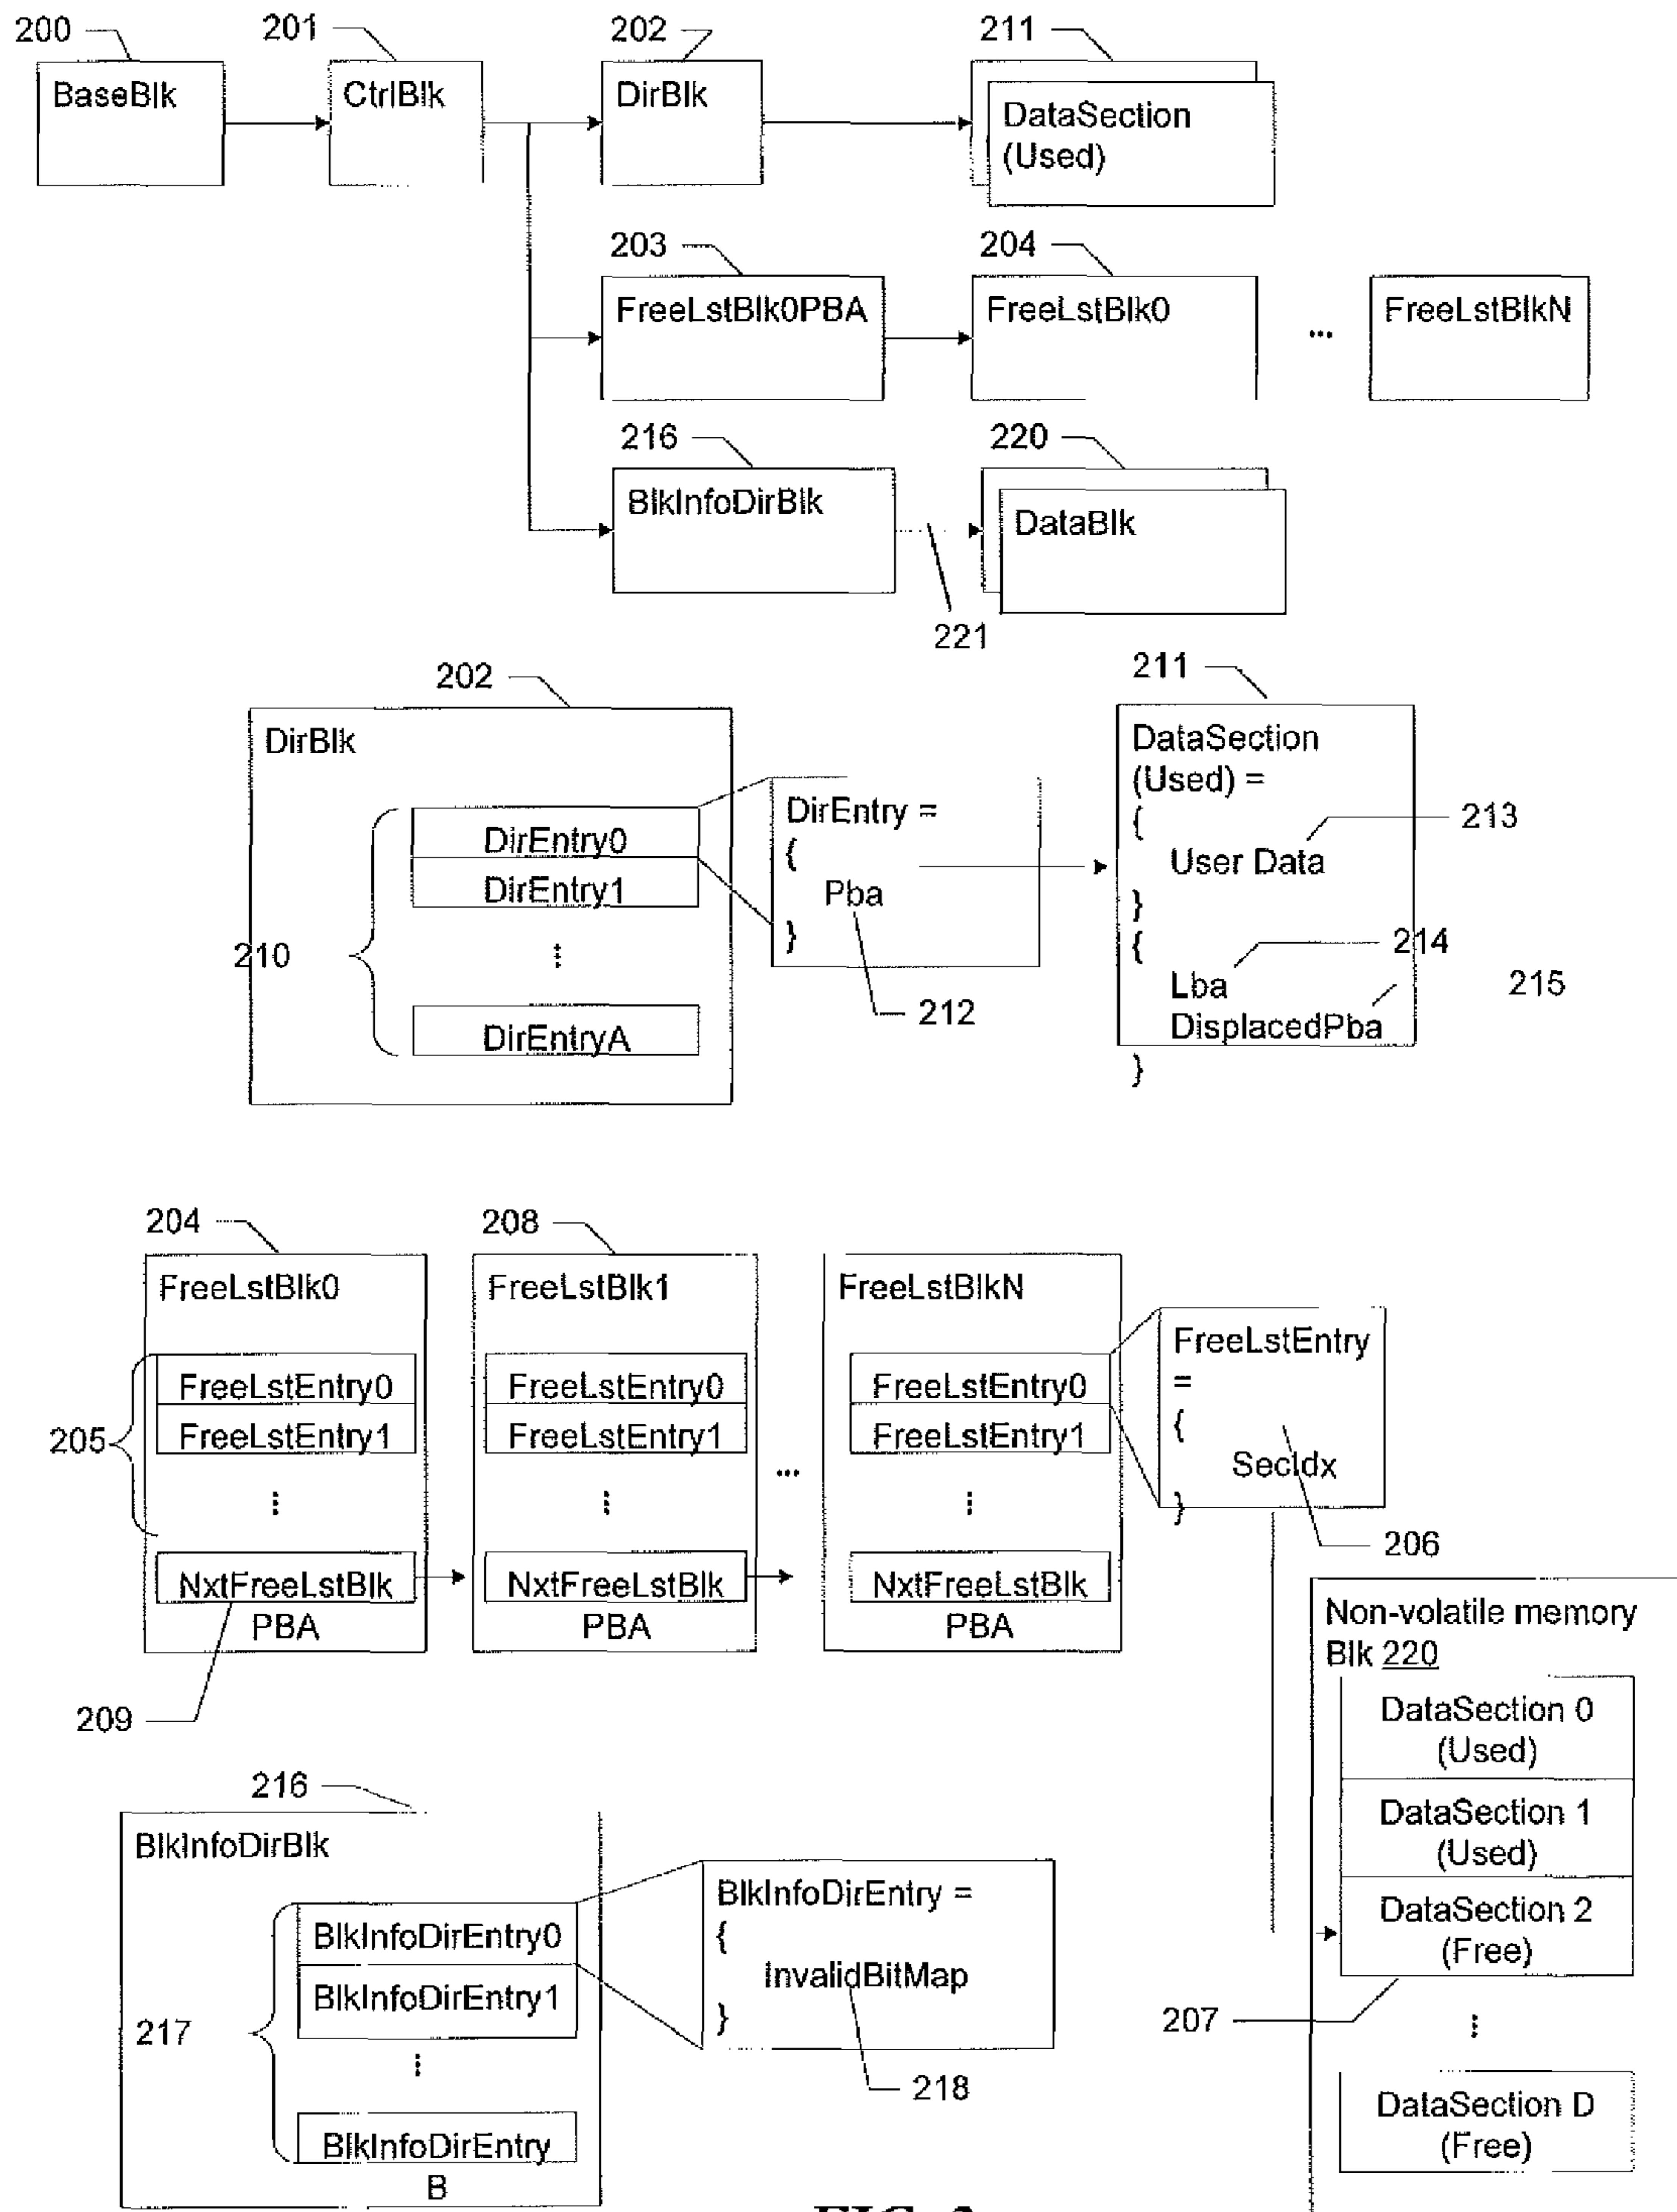 200
201
202
211
BaseBlk
CtrlBlk
DirBlk
DataSection
(Used)
203
204
FreeLstBlk0PBA
FreeLstBlk0
...
FreeLstBlkN
216
220
BlkInfoDirBlk
DataBlk
221
202
211
DirBlk
DataSection
(Used) =
{
User Data
213
}
{
Lba
214
DisplacedPba
215
}
DirEntry0
DirEntry1
210
DirEntryA
DirEntry =
{
Pba
}
212
204
208
FreeLstBlk0
FreeLstBlk1
FreeLstBlkN
FreeLstEntry0
FreeLstEntry0
FreeLstEntry0
FreeLstEntry1
FreeLstEntry1
FreeLstEntry1
205
...
NxtFreeLstBlk
PBA
NxtFreeLstBlk
PBA
NxtFreeLstBlk
PBA
209
FreeLstEntry
=
{
SecIdx
}
206
Non-volatile memory
Blk 220
DataSection 0
(Used)
DataSection 1
(Used)
DataSection 2
(Free)
207
DataSection D
(Free)
216
BlkInfoDirBlk
BlkInfoDirEntry0
BlkInfoDirEntry1
217
BlkInfoDirEntry
B
BlkInfoDirEntry =
{
InvalidBitMap
}
218